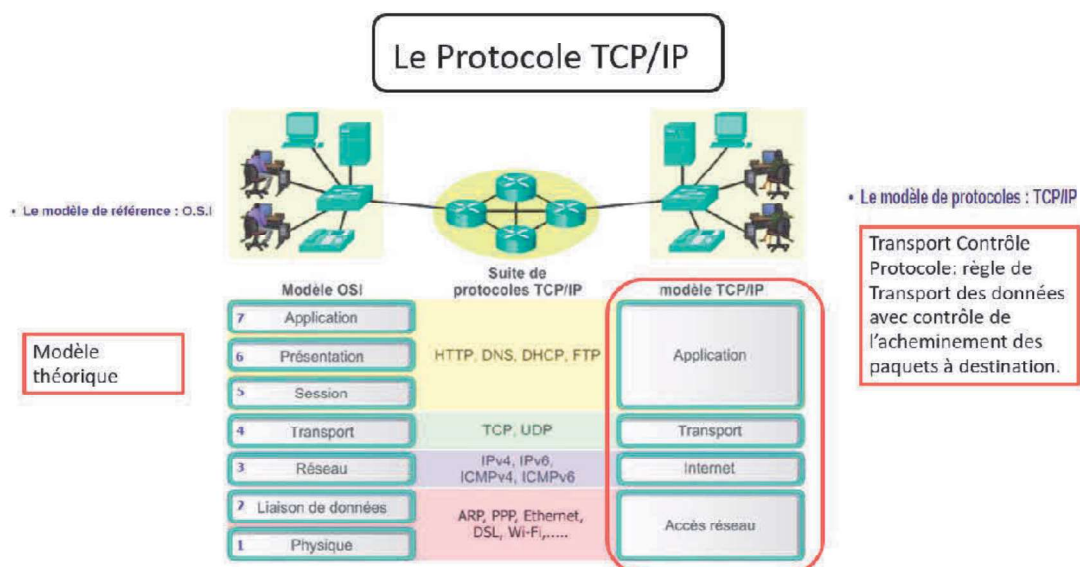 Le Protocole TCP/IP
• Le modèle de référence : O.S.I
• Le modèle de protocoles : TCP/IP
Modèle
théorique
Transport Contrôle
Protocole: règle de
Transport des données
avec contrôle de
l'acheminement des
paquets à destination.
Modèle OSI
Suite de
protocoles TCP/IP
modèle TCP/IP
7 Application
6 Présentation
5 Session
HTTP, DNS, DHCP, FTP
Application
4 Transport
TCP, UDP
Transport
3 Réseau
IPv4, IPv6,
ICMPv4, ICMPv6
Internet
2 Liaison de données
1 Physique
ARP, PPP, Ethernet,
DSL, Wi-Fi,.....
Accès réseau